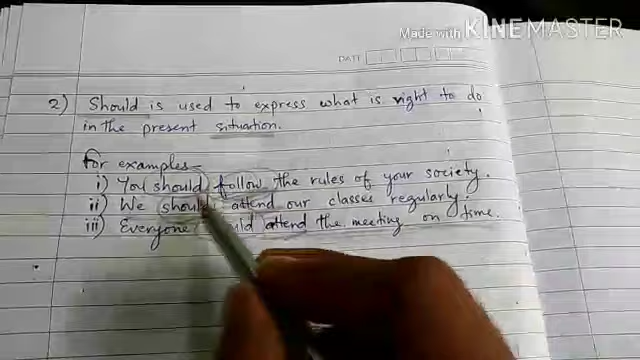 Made with KINEMASTER
DATE
2) Should is used to express what is right to do
in the present situation.
For examples-
i) You should follow the rules of your society.
ii) We should attend our classes regularly.
iii) Everyone attend the meeting on time.